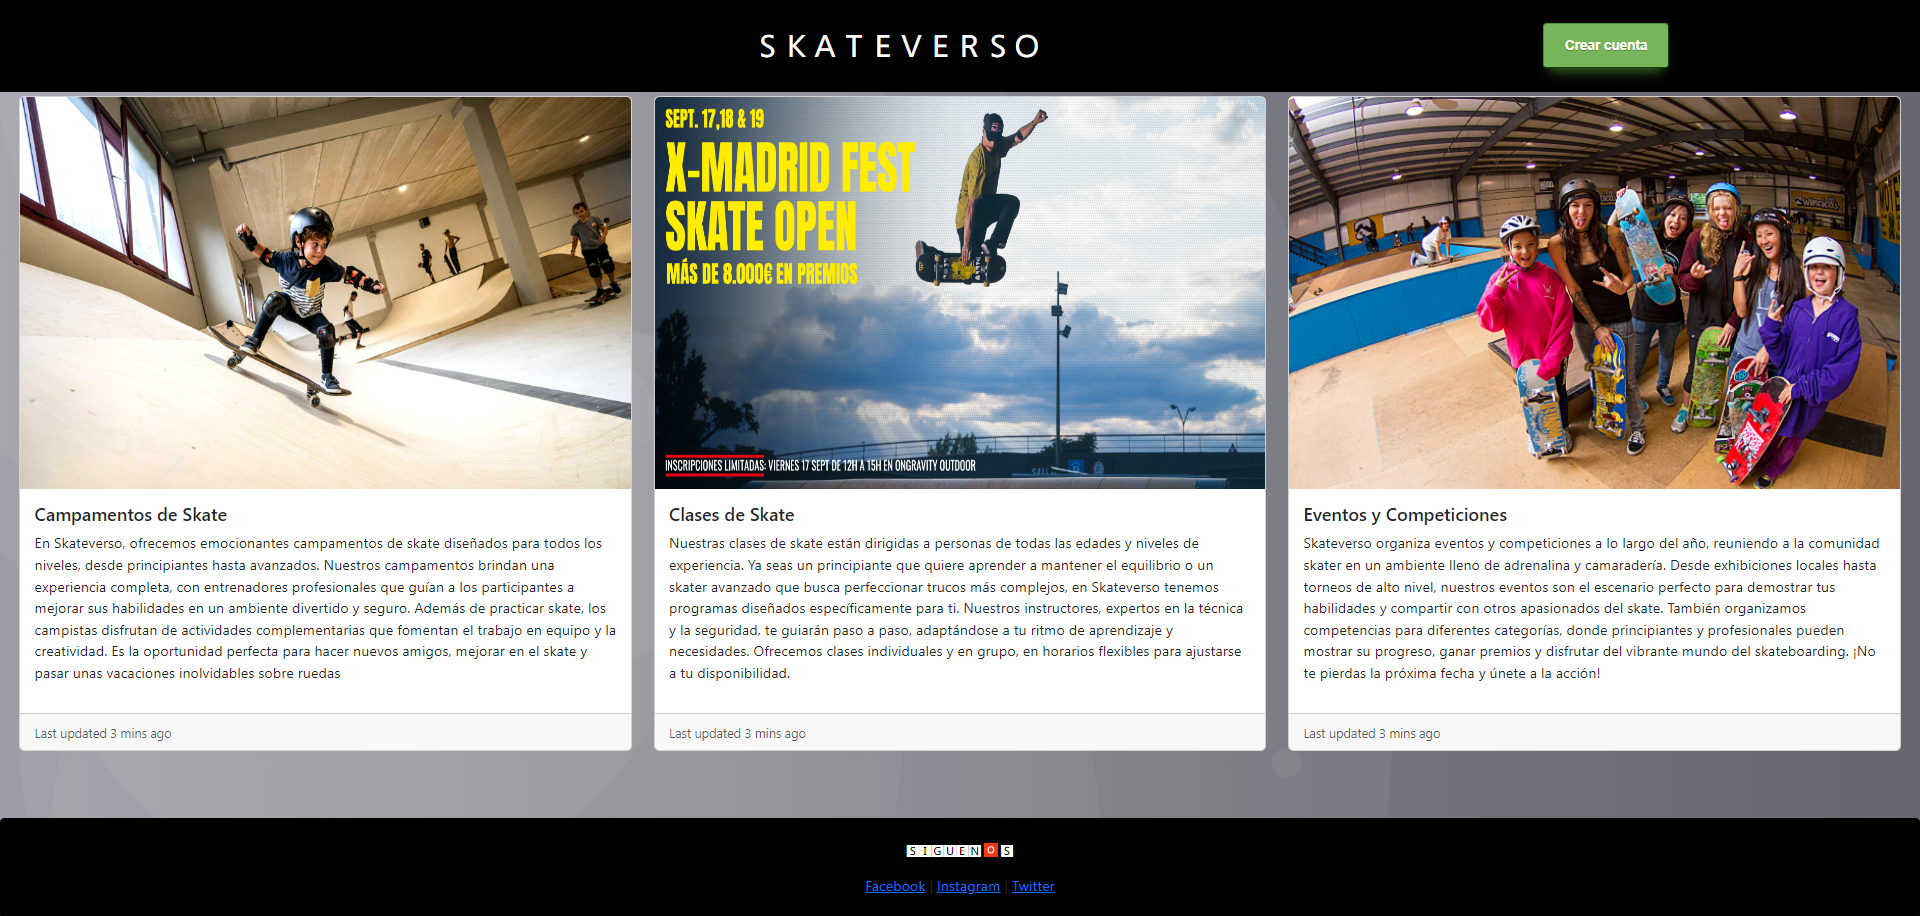 SKATEVERSO
Crear cuenta
SEPT. 17,18 & 19
X-MADRID FEST
SKATE OPEN
MÁS DE 8.000€ EN PREMIOS
INSCRIPCIONES LIMITADAS: VIERNES 17 SEPT DE 12H A 15H EN ONGRAVITY OUTDOOR
Campamentos de Skate
En Skateverso, ofrecemos emocionantes campamentos de skate diseñados para todos los
niveles, desde principiantes hasta avanzados. Nuestros campamentos brindan una
experiencia completa, con entrenadores profesionales que guían a los participantes a
mejorar sus habilidades en un ambiente divertido y seguro. Además de practicar skate, los
campistas disfrutan de actividades complementarias que fomentan el trabajo en equipo y la
creatividad. Es la oportunidad perfecta para hacer nuevos amigos, mejorar en el skate y
pasar unas vacaciones inolvidables sobre ruedas
Last updated 3 mins ago
Clases de Skate
Nuestras clases de skate están dirigidas a personas de todas las edades y niveles de
experiencia. Ya seas un principiante que quiere aprender a mantener el equilibrio o un
skater avanzado que busca perfeccionar trucos más complejos, en Skateverso tenemos
programas diseñados específicamente para ti. Nuestros instructores, expertos en la técnica
y la seguridad, te guiarán paso a paso, adaptándose a tu ritmo de aprendizaje y
necesidades. Ofrecemos clases individuales y en grupo, en horarios flexibles para ajustarse
a tu disponibilidad.
Last updated 3 mins ago
Eventos y Competiciones
Skateverso organiza eventos y competiciones a lo largo del año, reuniendo a la comunidad
skater en un ambiente lleno de adrenalina y camaradería. Desde exhibiciones locales hasta
torneos de alto nivel, nuestros eventos son el escenario perfecto para demostrar tus
habilidades y compartir con otros apasionados del skate. También organizamos
competencias para diferentes categorías, donde principiantes y profesionales pueden
mostrar su progreso, ganar premios y disfrutar del vibrante mundo del skateboarding. ¡No
te pierdas la próxima fecha y únete a la acción!
Last updated 3 mins ago
SIGUENOS
Facebook | Instagram | Twitter